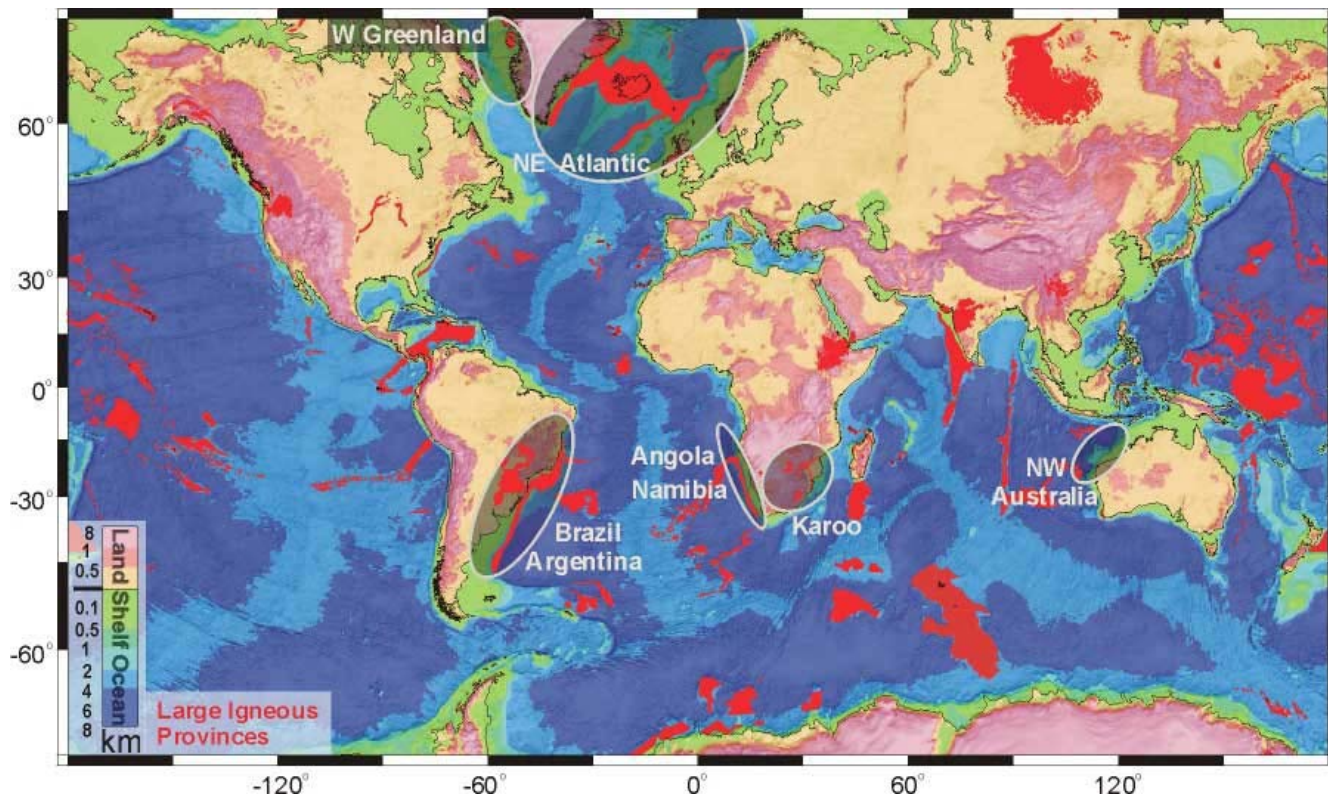 W Greenland
60°
NE Atlantic
30°
0°
Angola
Namibia
NW
Australia
-30°
Karoo
Brazil
Argentina
8
1
0.5
0.1
0.5
1
2
4
6
8
km
Land
Shelf
Ocean
-60°
Large Igneous
Provinces
-120°
-60°
0°
60°
120°